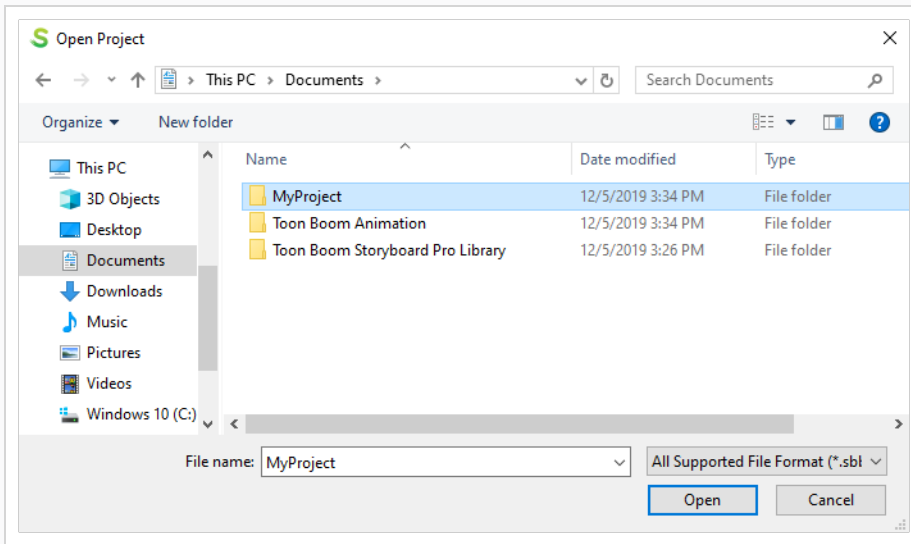 Open Project
This PC > Documents >
Search Documents
Organize
New folder
This PC
3D Objects
Desktop
Documents
Downloads
Music
Pictures
Videos
Windows 10 (C:)
Name Date modified Type
MyProject 12/5/2019 3:34 PM File folder
Toon Boom Animation 12/5/2019 3:34 PM File folder
Toon Boom Storyboard Pro Library 12/5/2019 3:26 PM File folder
File name: MyProject
All Supported File Format (*.sbb
Open
Cancel